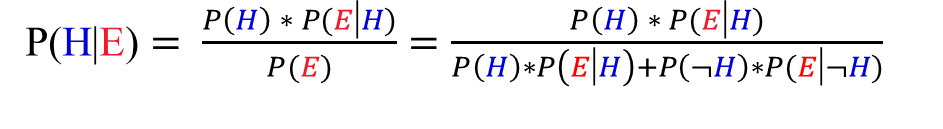 P(H|E) = P(H) * P(E|H) / P(E) = P(H) * P(E|H) / P(H)*P(E|H)+P(¬H)*P(E|¬H)